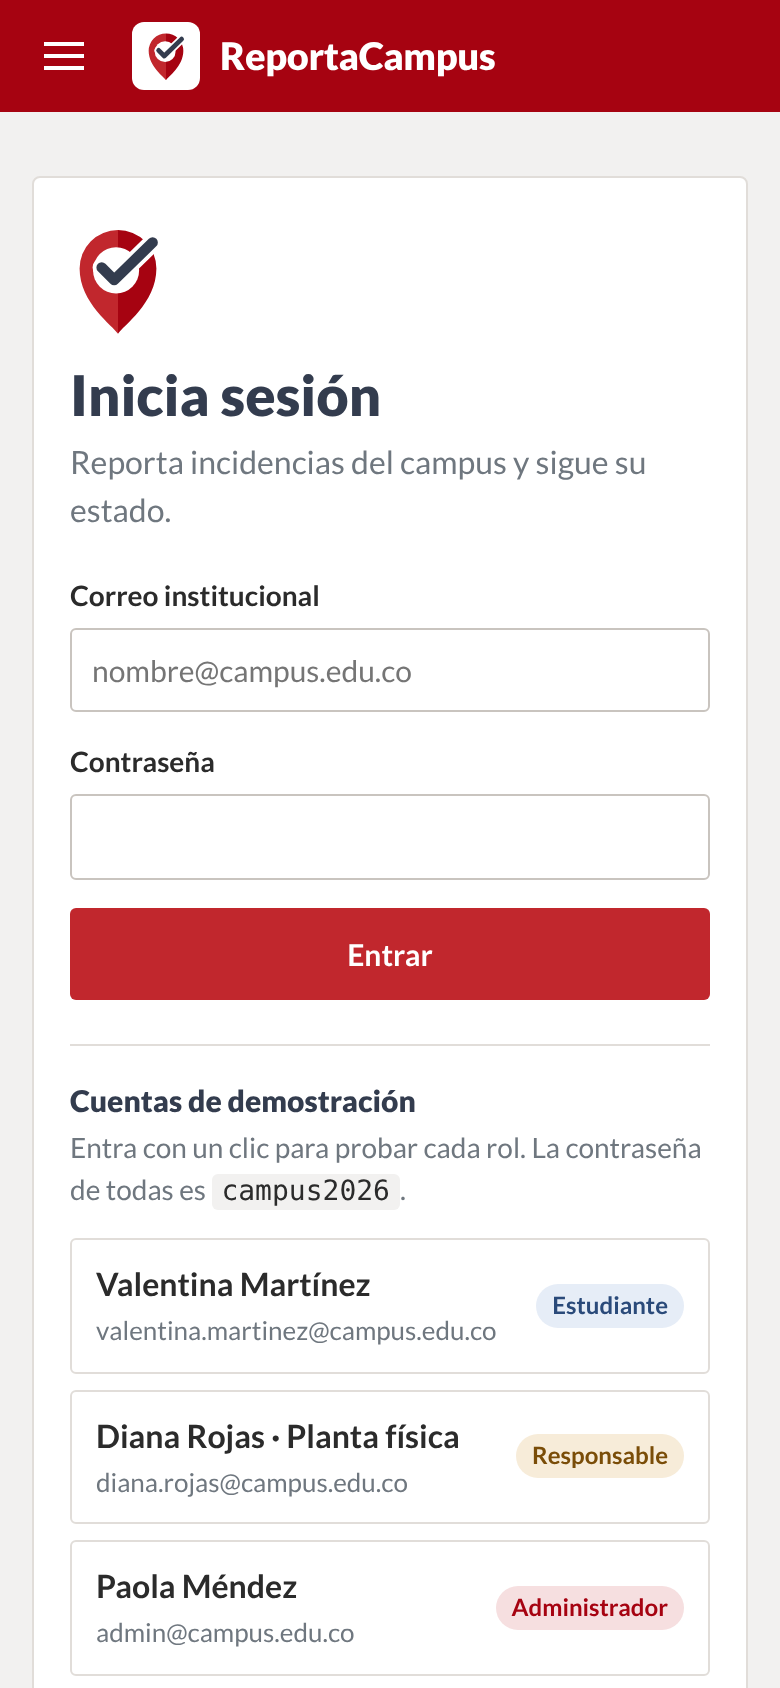 ReportaCampus
Inicia sesión
Reporta incidencias del campus y sigue su
estado.
Correo institucional
nombre@campus.edu.co
Contraseña
Entrar
Cuentas de demostración
Entra con un clic para probar cada rol. La contraseña
de todas es campus2026.
Valentina Martínez
valentina.martinez@campus.edu.co
Estudiante
Diana Rojas · Planta física
diana.rojas@campus.edu.co
Responsable
Paola Méndez
admin@campus.edu.co
Administrador